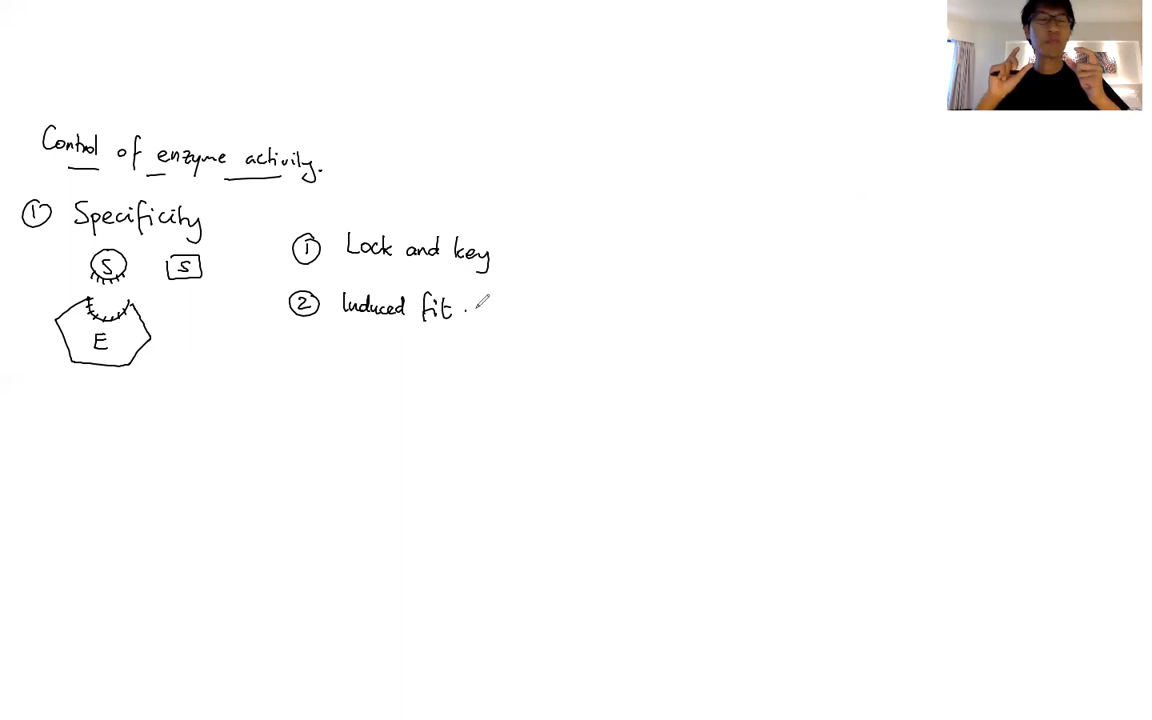 Control of enzyme activity.
① Specificity
S S
E
① Lock and key
② Induced fit.